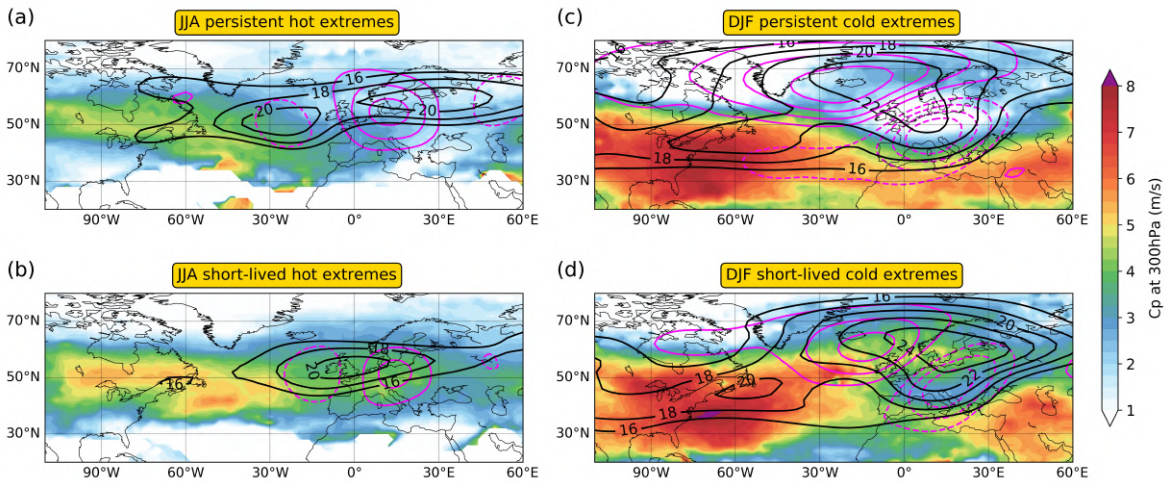 (a)
JJA persistent hot extremes
70°N
50°N
30°N
90°W 60°W 30°W 0° 30°E 60°E
16
18
20
20
(c)
DJF persistent cold extremes
70°N
50°N
30°N
90°W 60°W 30°W 0° 30°E 60°E
16
18
20
22
18
16
(b)
JJA short-lived hot extremes
70°N
50°N
30°N
90°W 60°W 30°W 0° 30°E 60°E
18
20
16
16
(d)
DJF short-lived cold extremes
70°N
50°N
30°N
90°W 60°W 30°W 0° 30°E 60°E
16
20
24
18
20
22
18
16
8
7
6
5
4
3
2
1
Cp at 300hPa (m/s)